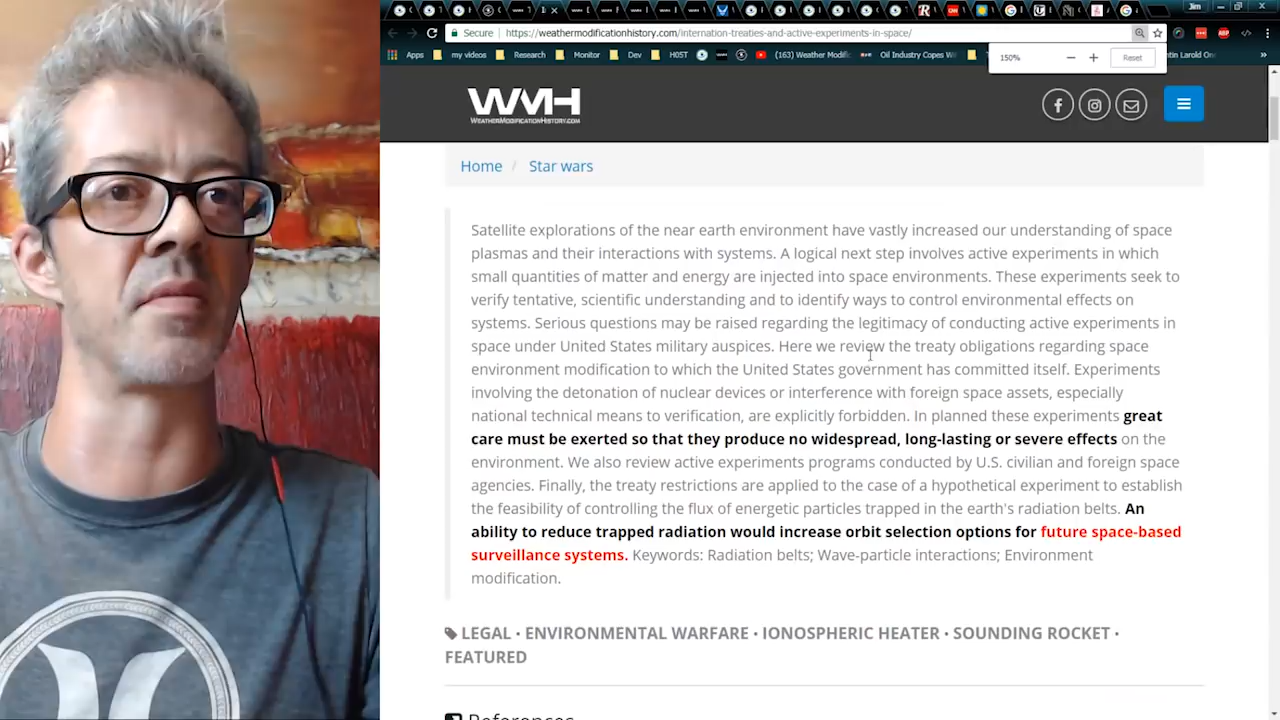 Jim
Secure
https://weathermodificationhistory.com/internation-treaties-and-active-experiments-in-space/
Apps
my videos
Research
Monitor
Dev
H0ST
(163) Weather Modific
Oil Industry Copes W
ntin Larold On
150%
Reset
WMH
WEATHERMODIFICATIONHISTORY.COM
Home / Star wars
Satellite explorations of the near earth environment have vastly increased our understanding of space
plasmas and their interactions with systems. A logical next step involves active experiments in which
small quantities of matter and energy are injected into space environments. These experiments seek to
verify tentative, scientific understanding and to identify ways to control environmental effects on
systems. Serious questions may be raised regarding the legitimacy of conducting active experiments in
space under United States military auspices. Here we review the treaty obligations regarding space
environment modification to which the United States government has committed itself. Experiments
involving the detonation of nuclear devices or interference with foreign space assets, especially
national technical means to verification, are explicitly forbidden. In planned these experiments great
care must be exerted so that they produce no widespread, long-lasting or severe effects on the
environment. We also review active experiments programs conducted by U.S. civilian and foreign space
agencies. Finally, the treaty restrictions are applied to the case of a hypothetical experiment to establish
the feasibility of controlling the flux of energetic particles trapped in the earth's radiation belts. An
ability to reduce trapped radiation would increase orbit selection options for future space-based
surveillance systems. Keywords: Radiation belts; Wave-particle interactions; Environment
modification.
LEGAL • ENVIRONMENTAL WARFARE • IONOSPHERIC HEATER • SOUNDING ROCKET •
FEATURED
References